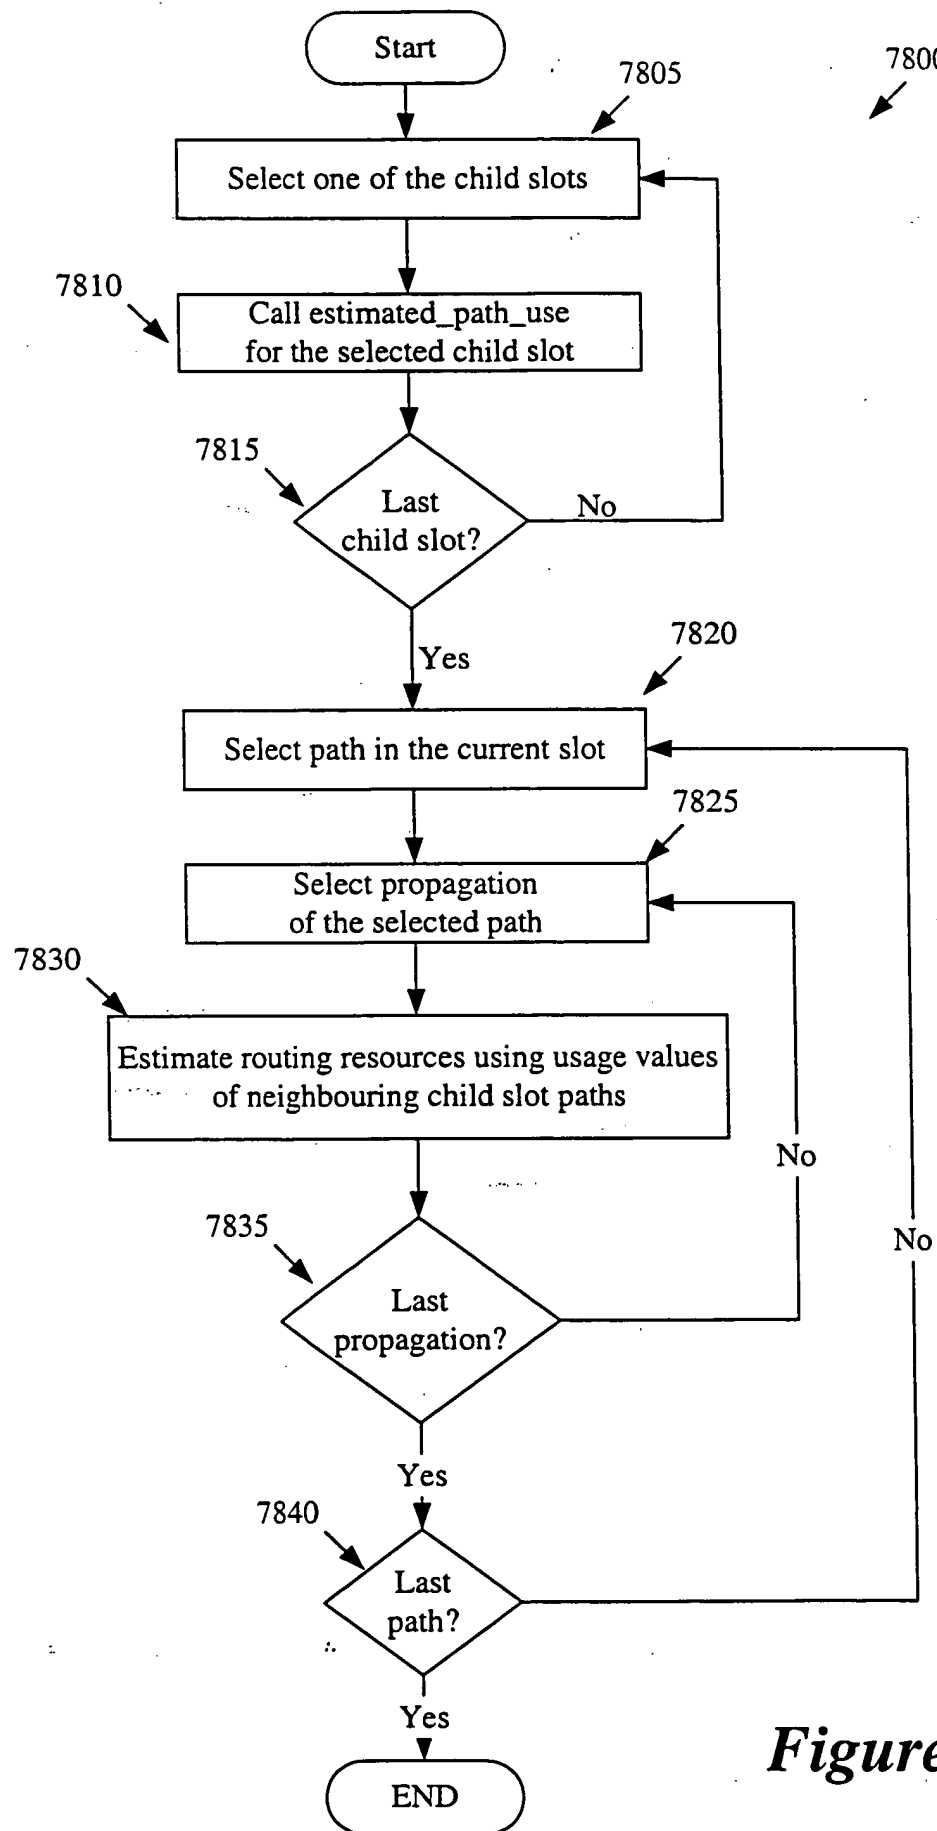 Start
7805
7800
Select one of the child slots
7810
Call estimated_path_use
for the selected child slot
7815
Last
child slot?
No
7820
Yes
Select path in the current slot
7825
Select propagation
of the selected path
7830
Estimate routing resources using usage values
of neighbouring child slot paths
No
7835
No
Last
propagation?
Yes
7840
Last
path?
Yes
Figure
END